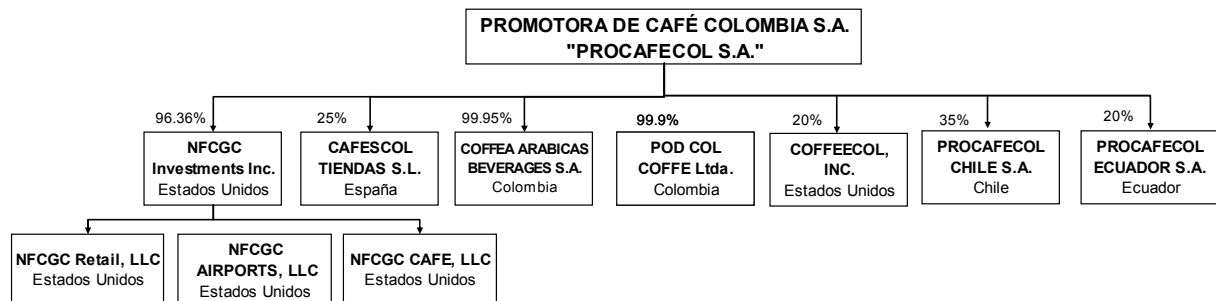 PROMOTORA DE CAFÉ COLOMBIA S.A.
"PROCAFECOL S.A."
96.36%
25%
99.95%
99.9%
20%
35%
20%
NFCGC
Investments Inc.
Estados Unidos
CAFESCOL
TIENDAS S.L.
España
COFFEA ARABICAS
BEVERAGES S.A.
Colombia
POD COL
COFFE Ltda.
Colombia
COFFEECOL,
INC.
Estados Unidos
PROCAFECOL
CHILE S.A.
Chile
PROCAFECOL
ECUADOR S.A.
Ecuador
NFCGC Retail, LLC
Estados Unidos
NFCGC
AIRPORTS, LLC
Estados Unidos
NFCGC CAFE, LLC
Estados Unidos